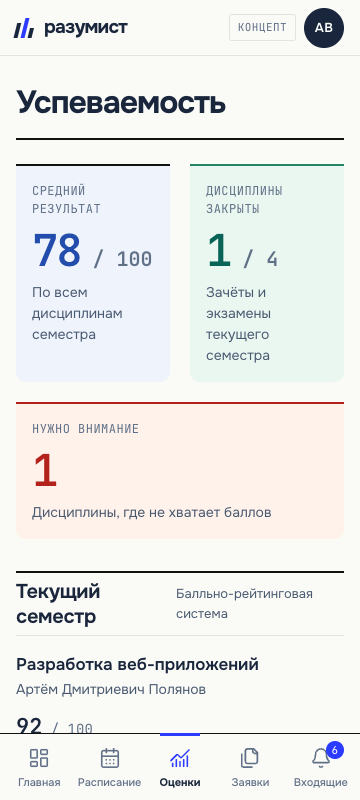 разумист
КОНЦЕПТ
АВ
Успеваемость
СРЕДНИЙ
РЕЗУЛЬТАТ
78 / 100
По всем
дисциплинам
семестра
ДИСЦИПЛИНЫ
ЗАКРЫТЫ
1 / 4
Зачёты и
экзамены
текущего
семестра
НУЖНО ВНИМАНИЕ
1
Дисциплины, где не хватает баллов
Текущий
семестр
Балльно-рейтинговая
система
Разработка веб-приложений
Артём Дмитриевич Полянов
92 / 100
6
Главная
Расписание
Оценки
Заявки
Входящие